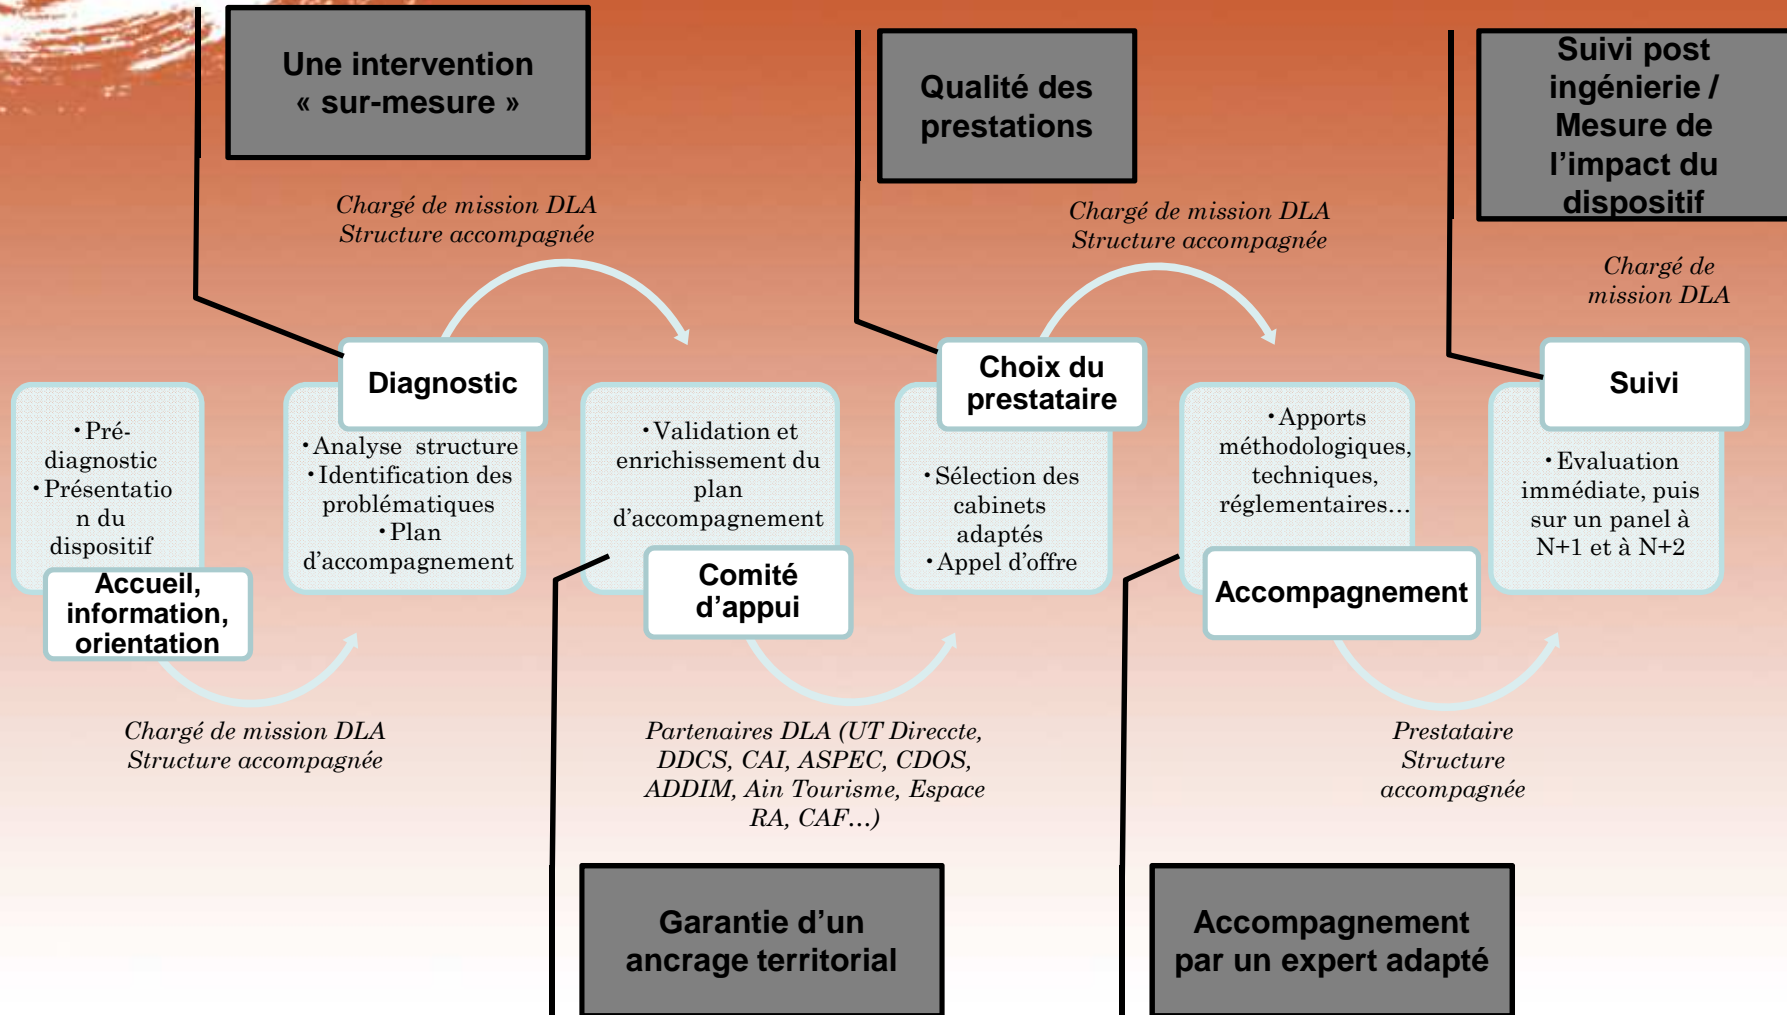 Une intervention
« sur-mesure »
Qualité des
prestations
Suivi post
ingénierie /
Mesure de
l’impact du
dispositif
Chargé de mission DLA
Structure accompagnée
Chargé de mission DLA
Structure accompagnée
Chargé de
mission DLA
• Pré-
diagnostic
• Présentatio
n du
dispositif
Accueil,
information,
orientation
Diagnostic
• Analyse  structure
• Identification des
problématiques
• Plan
d’accompagnement
• Validation et
enrichissement du
plan
d’accompagnement
Comité
d’appui
Choix du
prestataire
• Sélection des
cabinets
adaptés
• Appel d’offre
• Apports
méthodologiques,
techniques,
réglementaires…
Accompagnement
Suivi
• Evaluation
immédiate, puis
sur un panel à
N+1 et à N+2
Chargé de mission DLA
Structure accompagnée
Partenaires DLA (UT Direccte,
DDCS, CAI, ASPEC, CDOS,
ADDIM, Ain Tourisme, Espace
RA, CAF…)
Prestataire
Structure
accompagnée
Garantie d’un
ancrage territorial
Accompagnement
par un expert adapté